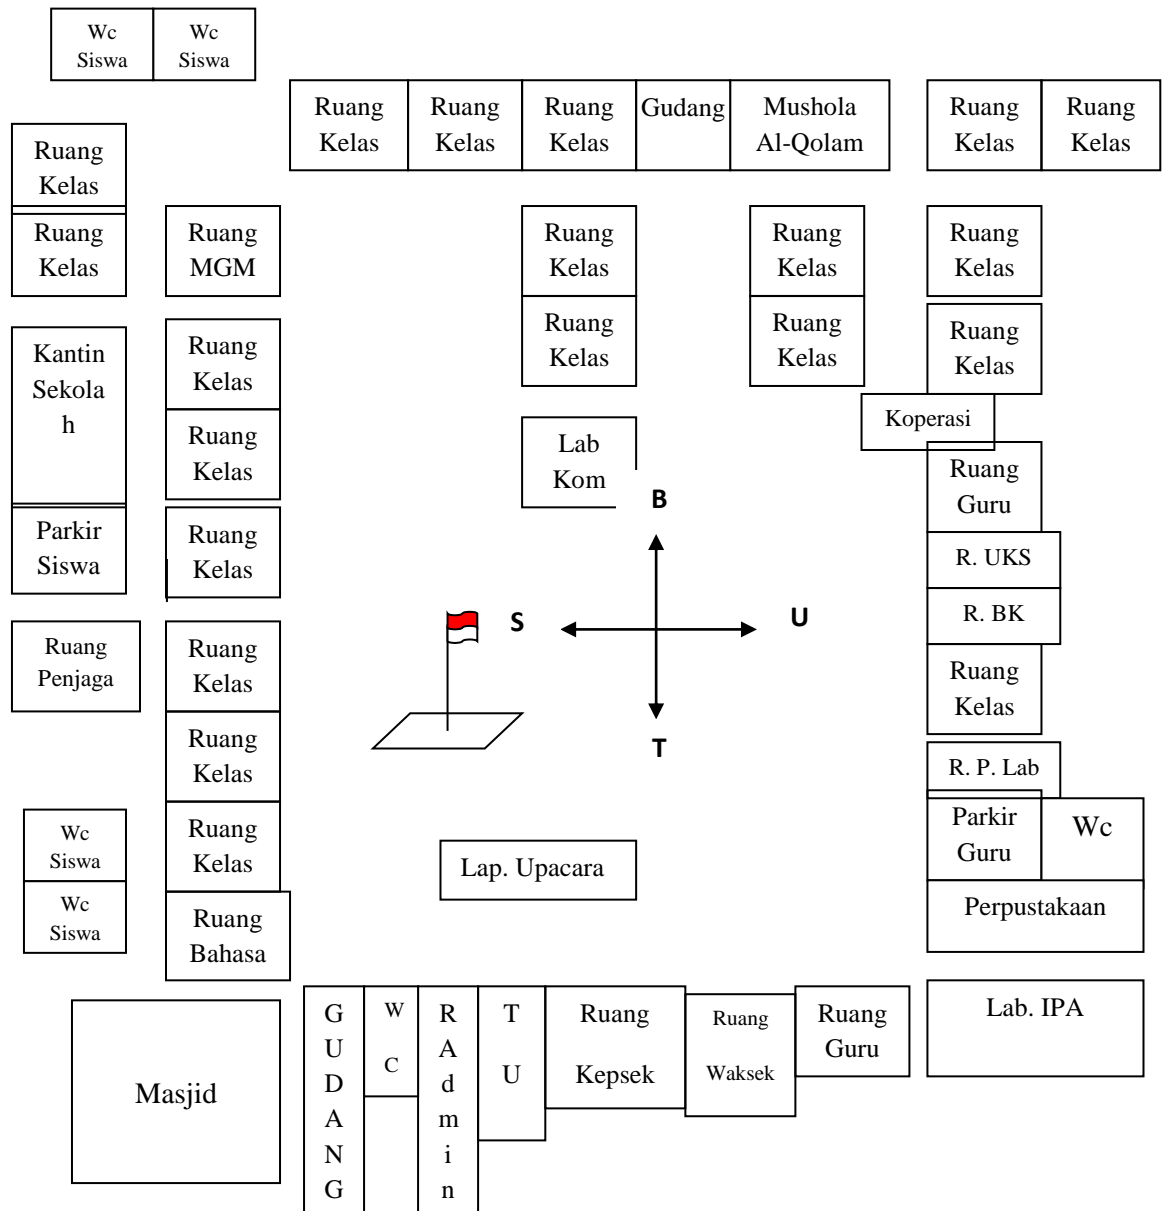 Wc
Siswa
Wc
Siswa
Ruang
Kelas
Ruang
Kelas
Ruang
Kelas
Gudang
Mushola
Al-Qolam
Ruang
Kelas
Ruang
Kelas
Ruang
Kelas
Ruang
Kelas
Ruang
MGM
Ruang
Kelas
Ruang
Kelas
Ruang
Kelas
Ruang
Kelas
Ruang
Kelas
Ruang
Kelas
Kantin
Sekola
h
Ruang
Kelas
Ruang
Kelas
Koperasi
Lab
Kom
Ruang
Guru
Parkir
Siswa
Ruang
Kelas
R. UKS
R. BK
B
S
U
T
Ruang
Penjaga
Ruang
Kelas
Ruang
Kelas
Ruang
Kelas
R. P. Lab
Parkir
Guru
Wc
Wc
Siswa
Ruang
Kelas
Lap. Upacara
Wc
Siswa
Ruang
Bahasa
Perpustakaan
Masjid
G
U
D
A
N
G
W
C
R
A
d
m
i
n
T
U
Ruang
Kepsek
Ruang
Waksek
Ruang
Guru
Lab. IPA